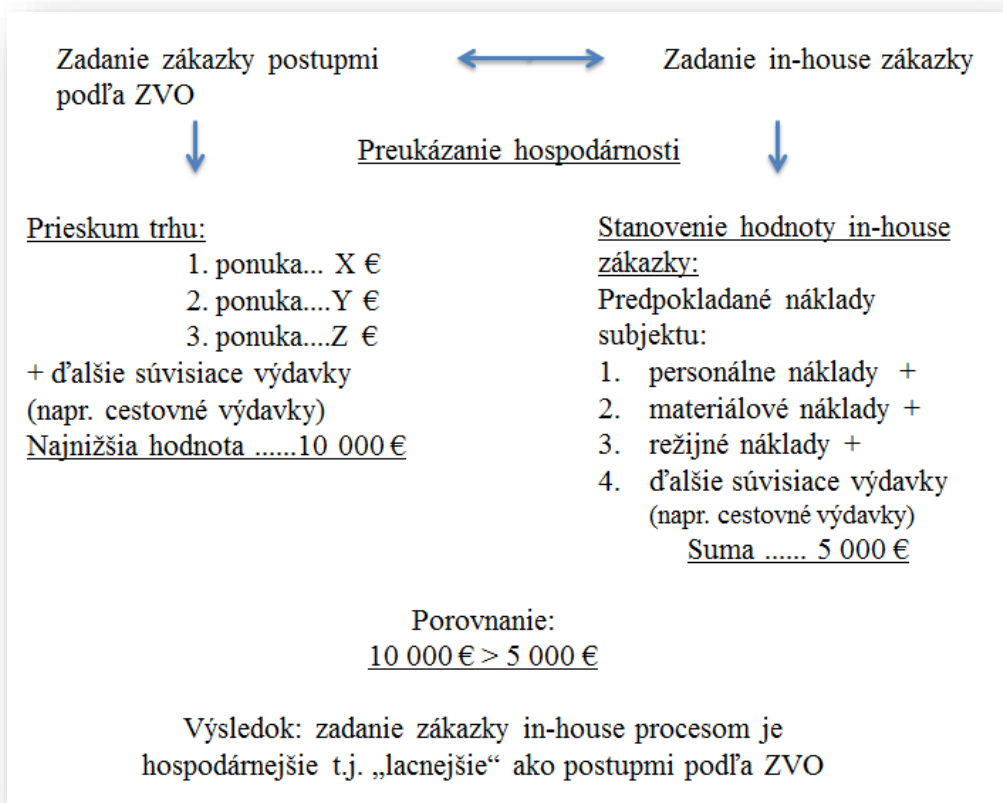 Zadanie zákazky postupmi
podľa ZVO
Zadanie in-house zákazky
Preukázanie hospodárnosti
Prieskum trhu:
1. ponuka... X €
2. ponuka....Y €
3. ponuka....Z €
+ ďalšie súvisiace výdavky
(napr. cestovné výdavky)
Najnižšia hodnota ......10 000 €
Stanovenie hodnoty in-house
zákazky:
Predpokladané náklady
subjektu:
1. personálne náklady +
2. materiálové náklady +
3. režijné náklady +
4. ďalšie súvisiace výdavky
(napr. cestovné výdavky)
Suma ...... 5 000 €
Porovnanie:
10 000 € > 5 000 €
Výsledok: zadanie zákazky in-house procesom je
hospodárnejšie t.j. „lacnejšie“ ako postupmi podľa ZVO